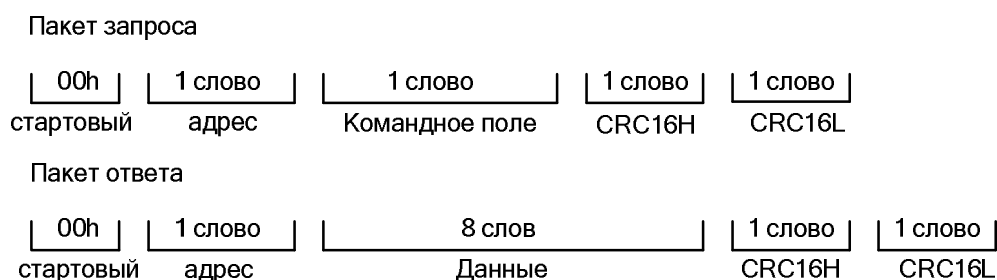 Пакет запроса
00h 1 слово 1 слово 1 слово 1 слово
стартовый адрес Командное поле CRC16H CRC16L
Пакет ответа
00h 1 слово 8 слов 1 слово 1 слово
стартовый адрес Данные CRC16H CRC16L